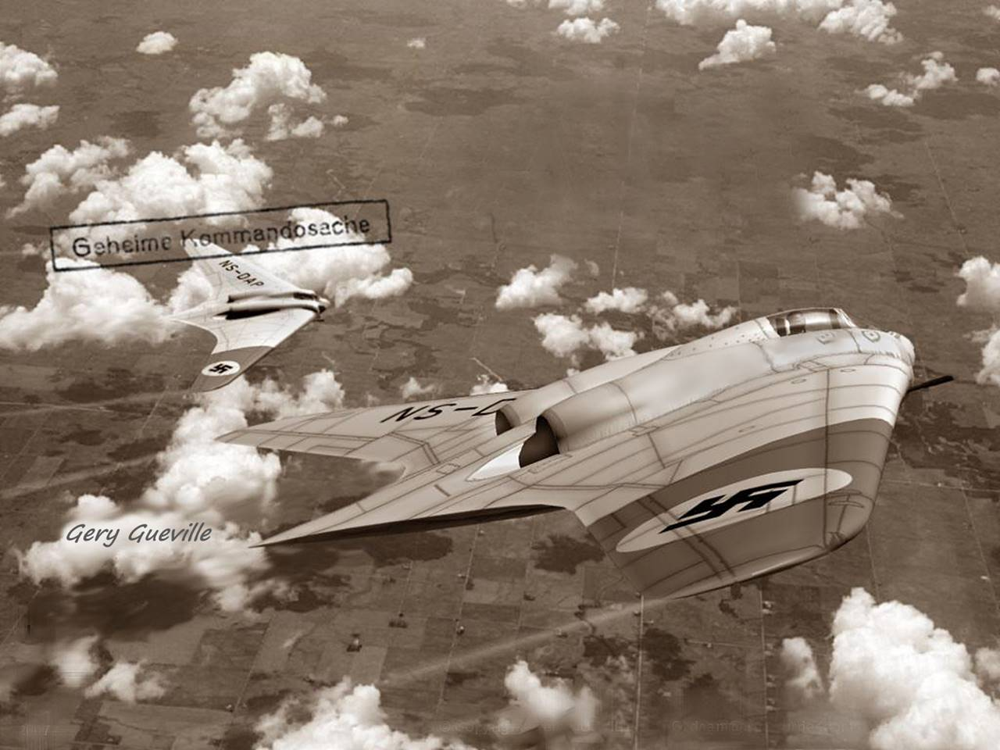 Geheime Kommandosache
NS-DAP
NS-D
Gery Gueville